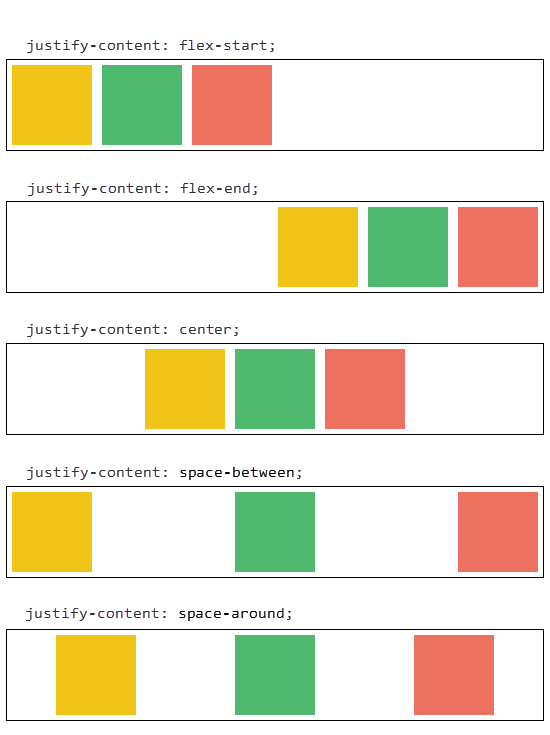 justify-content: flex-start;
justify-content: flex-end;
justify-content: center;
justify-content: space-between;
justify-content: space-around;